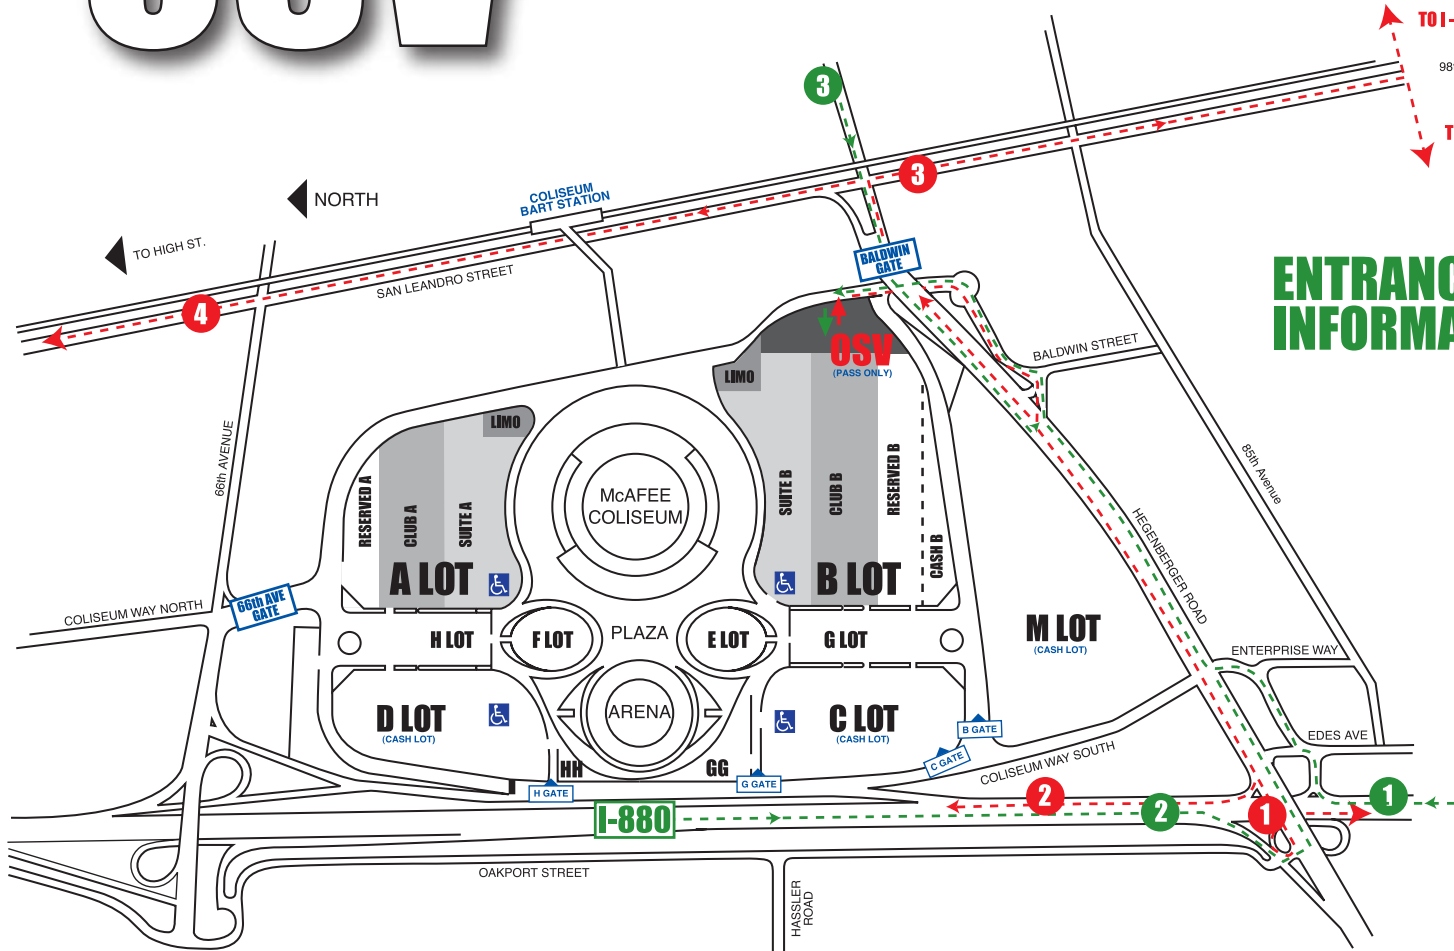 OSV
TO I-
98
T
3
3
NORTH
COLISEUM
BART STATION
TO HIGH ST.
SAN LEANDRO STREET
4
BALDWIN
GATE
ENTRANC
INFORMA
OSV
(PASS ONLY)
BALDWIN STREET
LIMO
LIMO
66th AVENUE
85th Avenue
RESERVED A
CLUB A
SUITE A
McAFEE
COLISEUM
SUITE B
CLUB B
RESERVED B
CASH B
HEGENBERGER ROAD
A LOT
B LOT
COLISEUM WAY NORTH
66th AVE
GATE
H LOT
F LOT
PLAZA
E LOT
G LOT
M LOT
(CASH LOT)
ENTERPRISE WAY
D LOT
(CASH LOT)
ARENA
C LOT
(CASH LOT)
B GATE
C GATE
EDES AVE
COLISEUM WAY SOUTH
HH
GG
H GATE
G GATE
I-880
2
2
1
1
OAKPORT STREET
HASSLER
ROAD